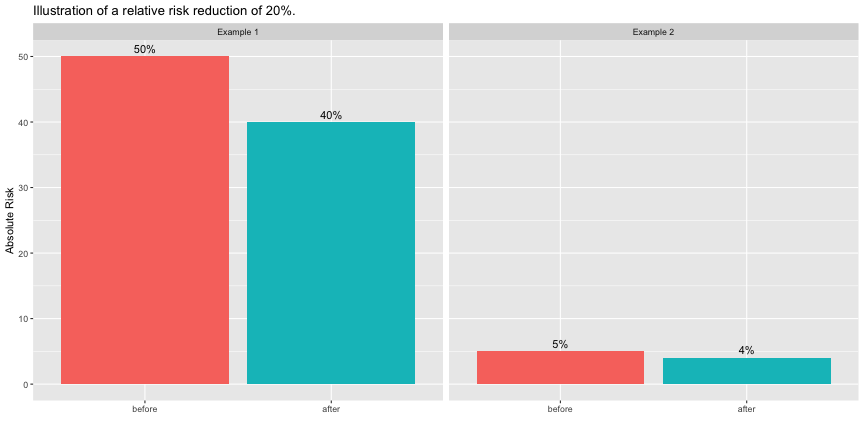 Illustration of a relative risk reduction of 20%.
Example 1
Example 2
Absolute Risk
50
40
30
20
10
0
50%
40%
5%
4%
before
after
before
after